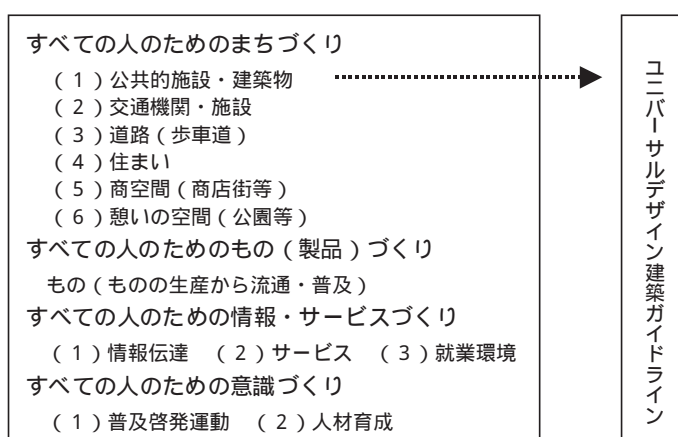 すべての人のためのまちづくり
（１）公共的施設・建築物
（２）交通機関・施設
（３）道路（歩車道）
（４）住まい
（５）商空間（商店街等）
（６）憩いの空間（公園等）
すべての人のためのもの（製品）づくり
もの（ものの生産から流通・普及）
すべての人のための情報・サービスづくり
（１）情報伝達　（２）サービス　（３）就業環境
すべての人のための意識づくり
（１）普及啓発運動　（２）人材育成
ユニバーサルデザイン建築ガイドライン